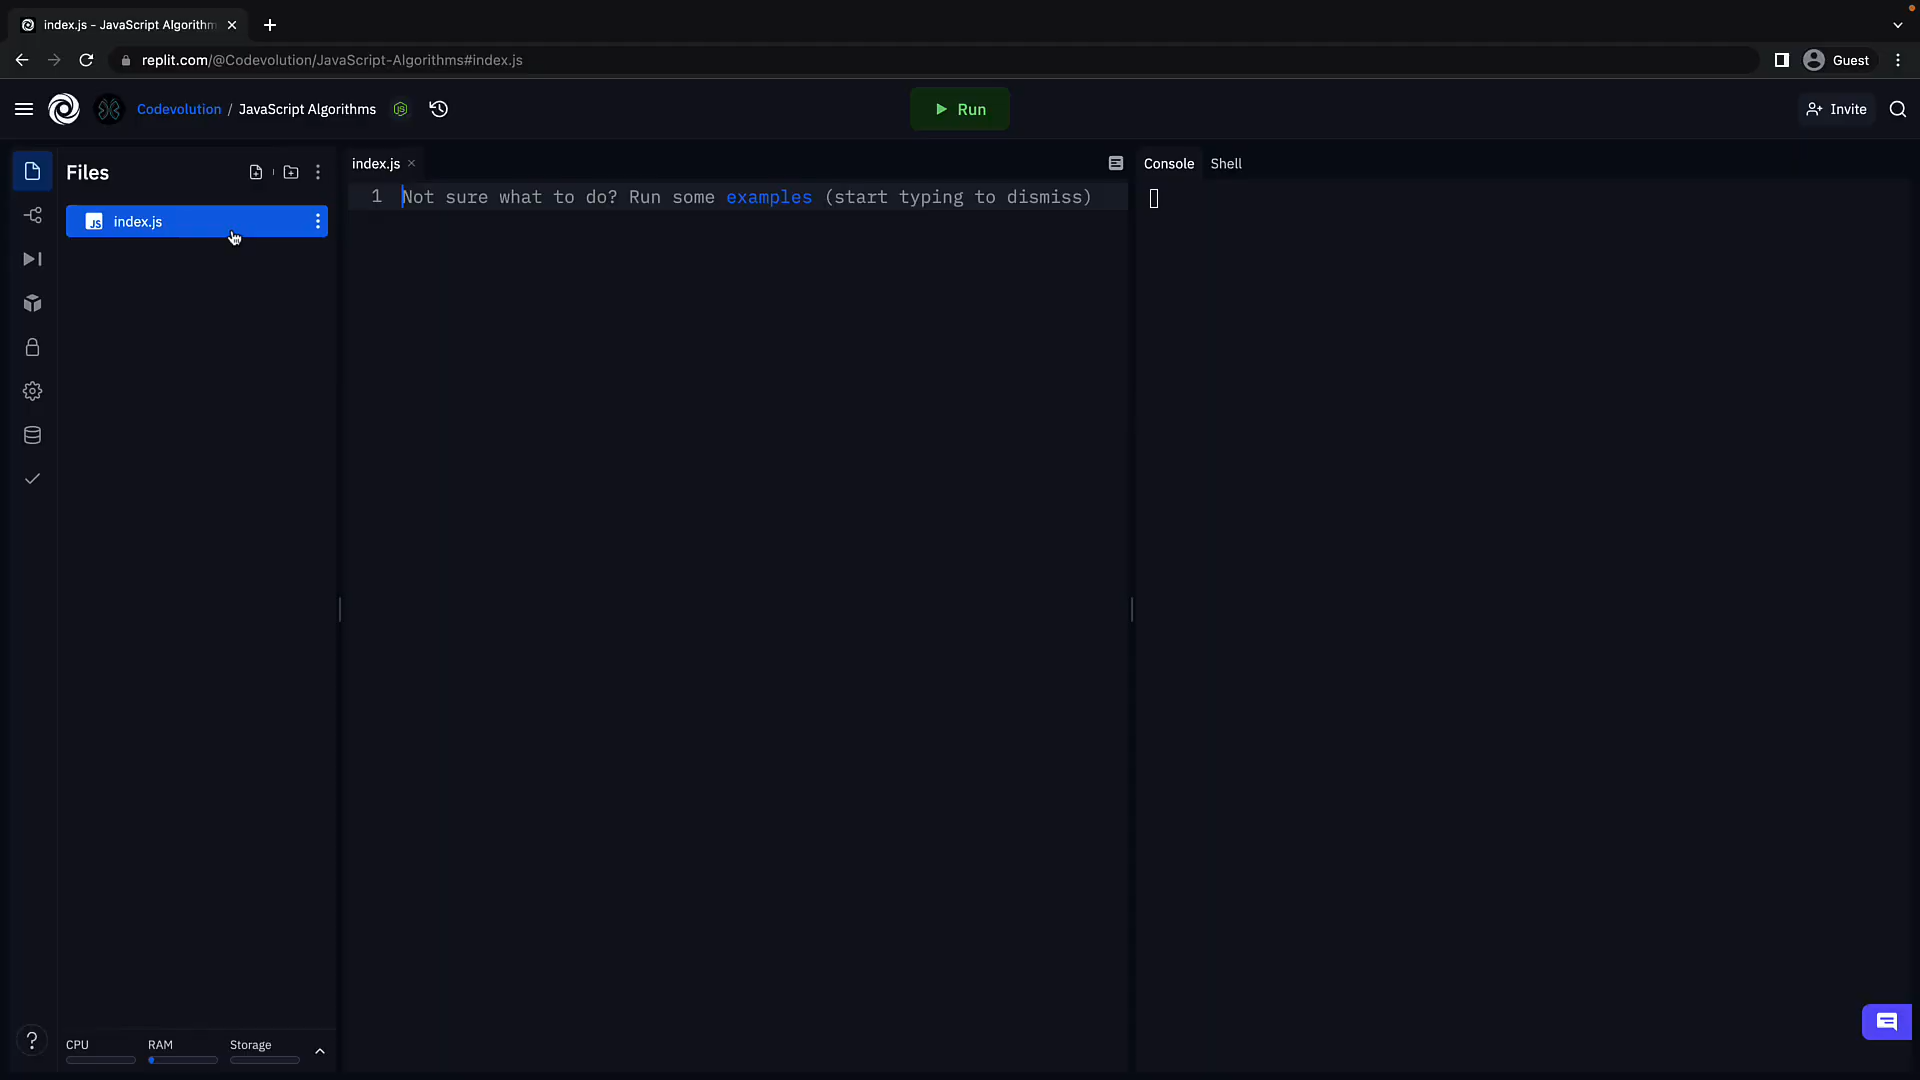 index.js - JavaScript Algorithm
replit.com/@Codevolution/JavaScript-Algorithms#index.js
Guest
Codevolution / JavaScript Algorithms
Run
Invite
Files
index.js
Console
Shell
JS
index.js
1
Not sure what to do? Run some examples (start typing to dismiss)
?
CPU
RAM
Storage